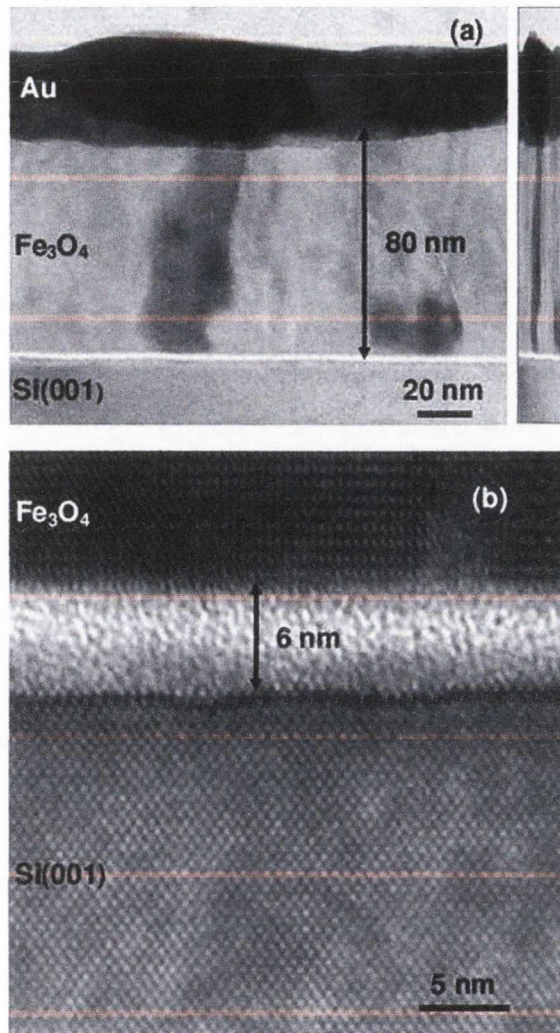 (a)
Au
Fe₃O₄
80 nm
Si(001)
20 nm
Fe₃O₄
(b)
6 nm
Si(001)
5 nm